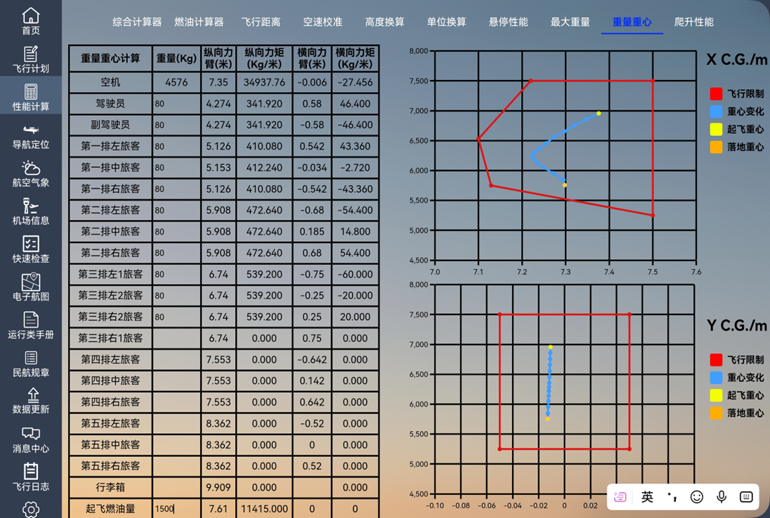 综合计算器 燃油计算器 飞行距离 空速校准 高度换算 单位换算 悬停性能 最大重量 重量重心 爬升性能
首页
飞行计划
性能计算
导航定位
航空气象
机场信息
快速检查
电子航图
运行类手册
民航规章
数据更新
消息中心
飞行日志
重量重心计算 重量(Kg) 纵向力臂(米) 纵向力矩(Kg/米) 横向力臂(米) 横向力矩(Kg/米)
空机 4576 7.35 34937.76 -0.006 -27.456
驾驶员 80 4.274 341.920 0.58 46.400
副驾驶员 80 4.274 341.920 -0.58 -46.400
第一排左旅客 80 5.126 410.080 0.542 43.360
第一排中旅客 80 5.153 412.240 -0.034 -2.720
第一排右旅客 80 5.126 410.080 -0.542 -43.360
第二排左旅客 80 5.908 472.640 -0.68 -54.400
第二排中旅客 80 5.908 472.640 0.185 14.800
第二排右旅客 80 5.908 472.640 0.68 54.400
第三排左1旅客 80 6.74 539.200 -0.75 -60.000
第三排左2旅客 80 6.74 539.200 -0.25 -20.000
第三排右2旅客 80 6.74 539.200 0.25 20.000
第三排右1旅客 6.74 0.000 0.75 0.000
第四排左旅客 7.553 0.000 -0.642 0.000
第四排中旅客 7.553 0.000 0.142 0.000
第四排右旅客 7.553 0.000 0.642 0.000
第五排左旅客 8.362 0.000 -0.52 0.000
第五排中旅客 8.362 0.000 0 0.000
第五排右旅客 8.362 0.000 0.52 0.000
行李箱 9.909 0.000 0.000
起飞燃油量 1500 7.61 11415.000 0 0
8,000
7,500
7,000
6,500
6,000
5,500
5,000
4,500
7.0 7.1 7.2 7.3 7.4 7.5 7.6
X C.G./m
飞行限制
重心变化
起飞重心
落地重心
8,000
7,500
7,000
6,500
6,000
5,500
5,000
4,500
-0.10 -0.08 -0.06 -0.04 -0.02 0 0.02
Y C.G./m
飞行限制
重心变化
起飞重心
落地重心
英